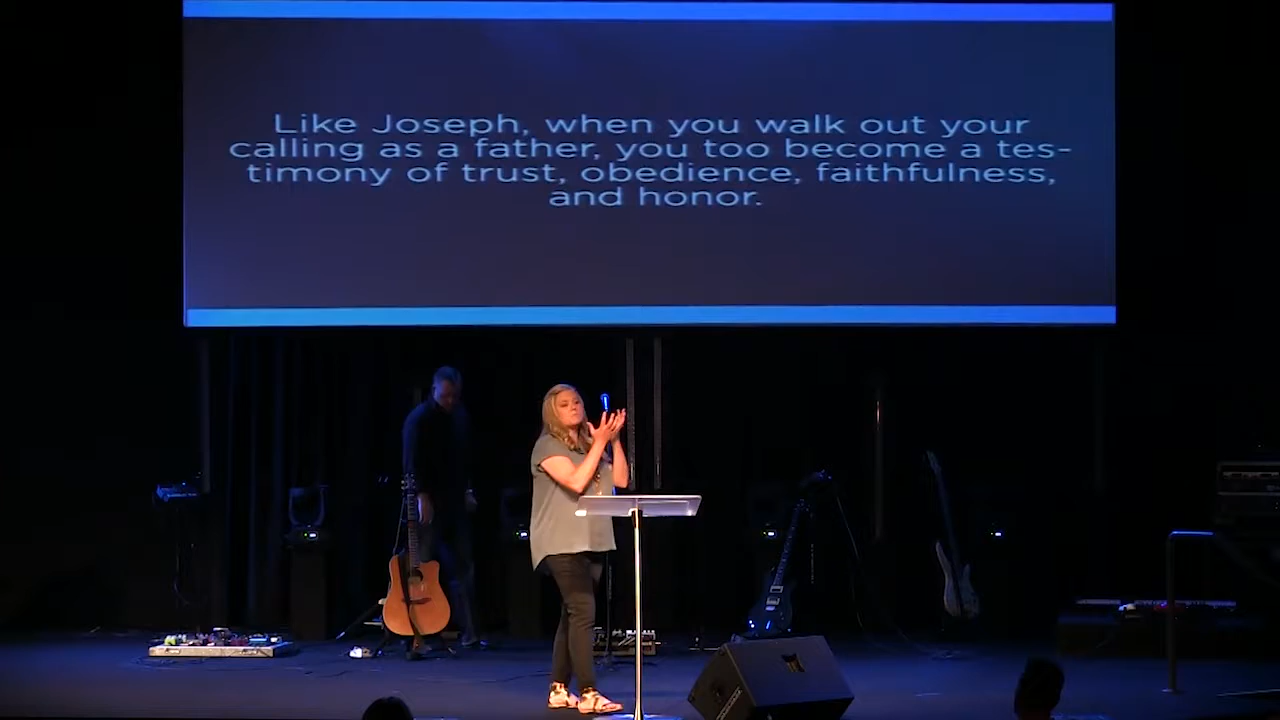 Like Joseph, when you walk out your
calling as a father, you too become a tes-
timony of trust, obedience, faithfulness,
and honor.